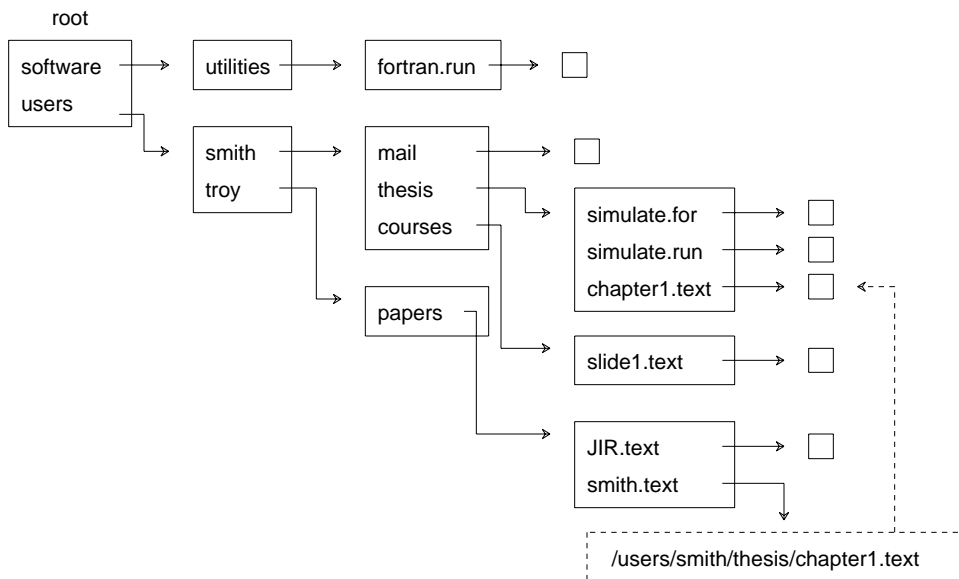 root
software
users
utilities
fortran.run
smith
troy
mail
thesis
courses
papers
simulate.for
simulate.run
chapter1.text
slide1.text
JIR.text
smith.text
/users/smith/thesis/chapter1.text